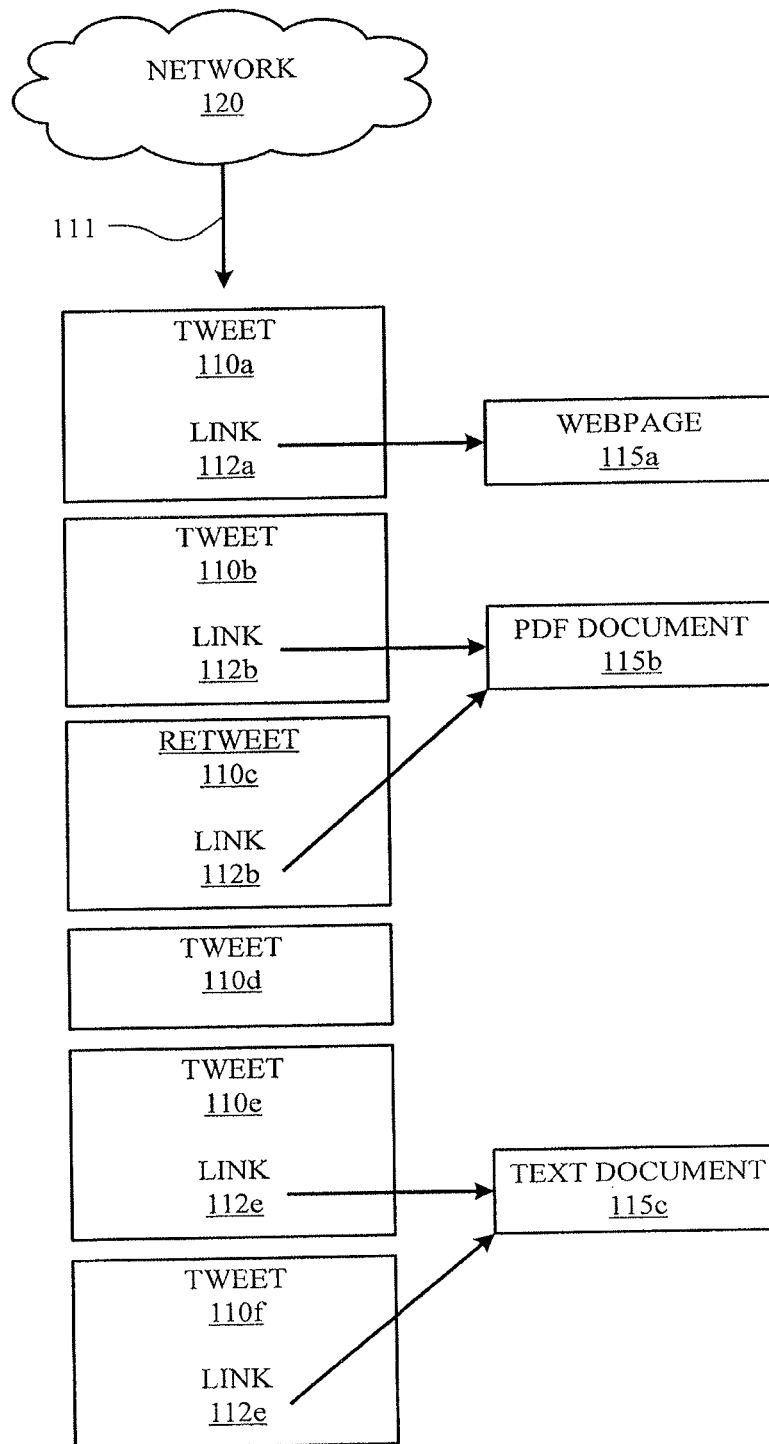 NETWORK
120
111
TWEET
110a
LINK
112a
WEBPAGE
115a
TWEET
110b
LINK
112b
PDF DOCUMENT
115b
RETWEET
110c
LINK
112b
TWEET
110d
TWEET
110e
LINK
112e
TEXT DOCUMENT
115c
TWEET
110f
LINK
112e